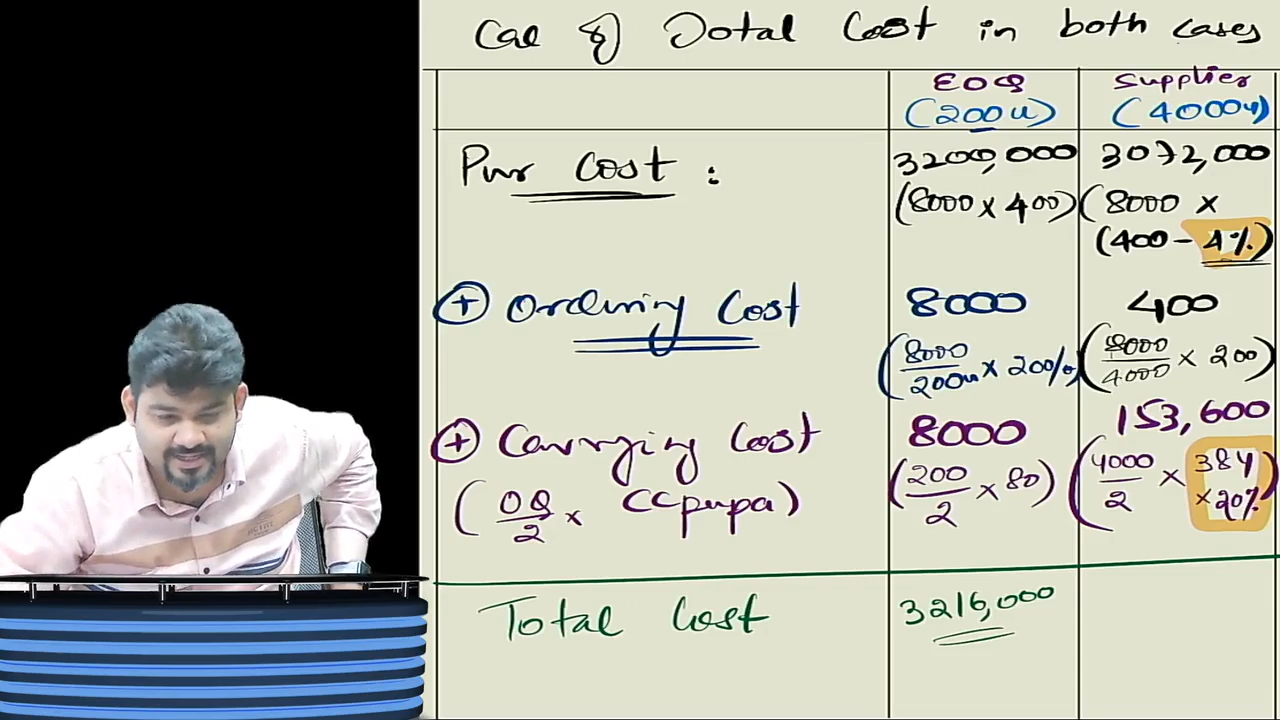 Cal of Total Cost in both cases
EOQ Supplier
(200u) (4000u)
Pur Cost : 3200,000 3072,000
(8000 x 400) (8000 x
(400 - 4%)
+ Ordering Cost 8000 400
(8000/200u x 200/o) (8000/4000 x 200)
+ Carrying Cost 8000 153,600
(OQ/2 x CCpupa) (200/2 x 80) (4000/2 x 384
x 20%)
Total Cost 3216,000